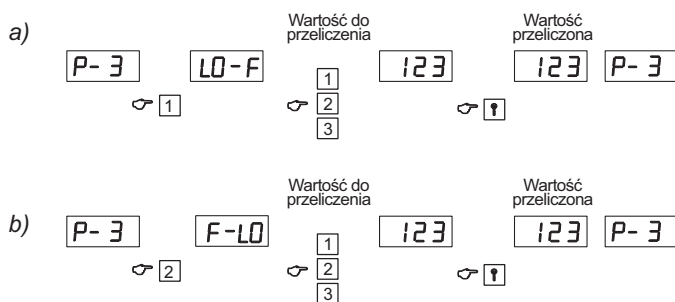 Wartość do przeliczenia
Wartość przeliczona
a)
P- 3
LO-F
1
2
3
123
123
P- 3
1
Wartość do przeliczenia
Wartość przeliczona
b)
P- 3
F-LO
1
2
3
123
123
P- 3
2